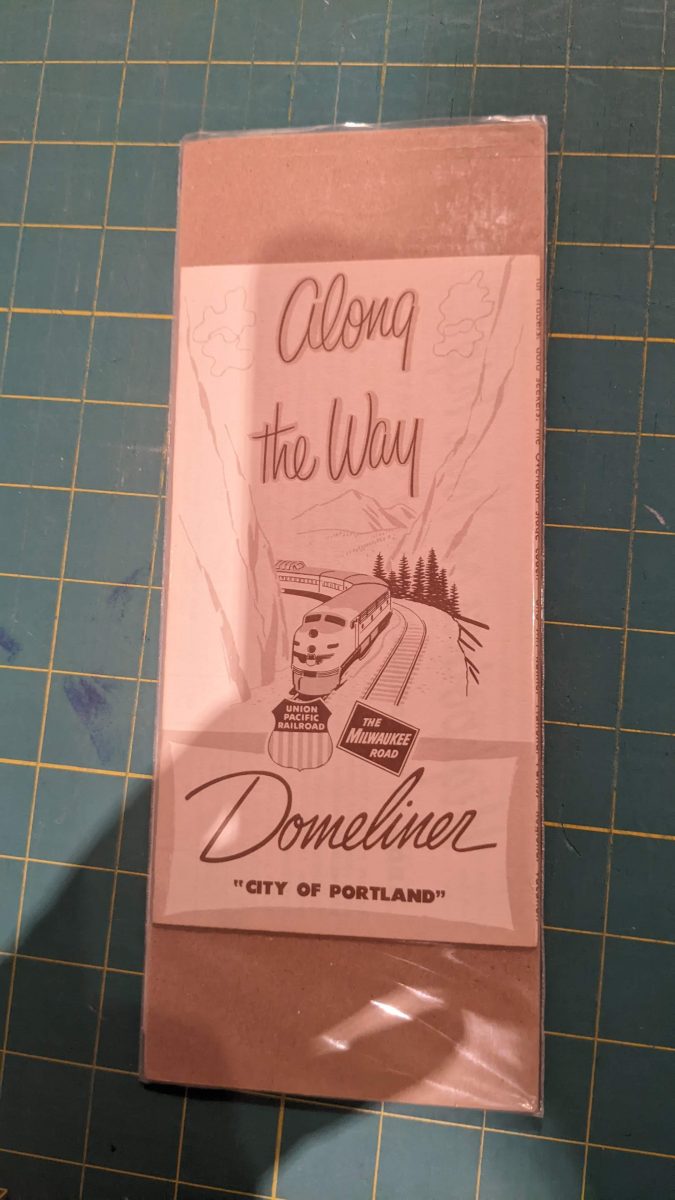 Along
the Way
UNION
PACIFIC
RAILROAD
THE
MILWAUKEE
ROAD
Domeliner
"CITY OF PORTLAND"